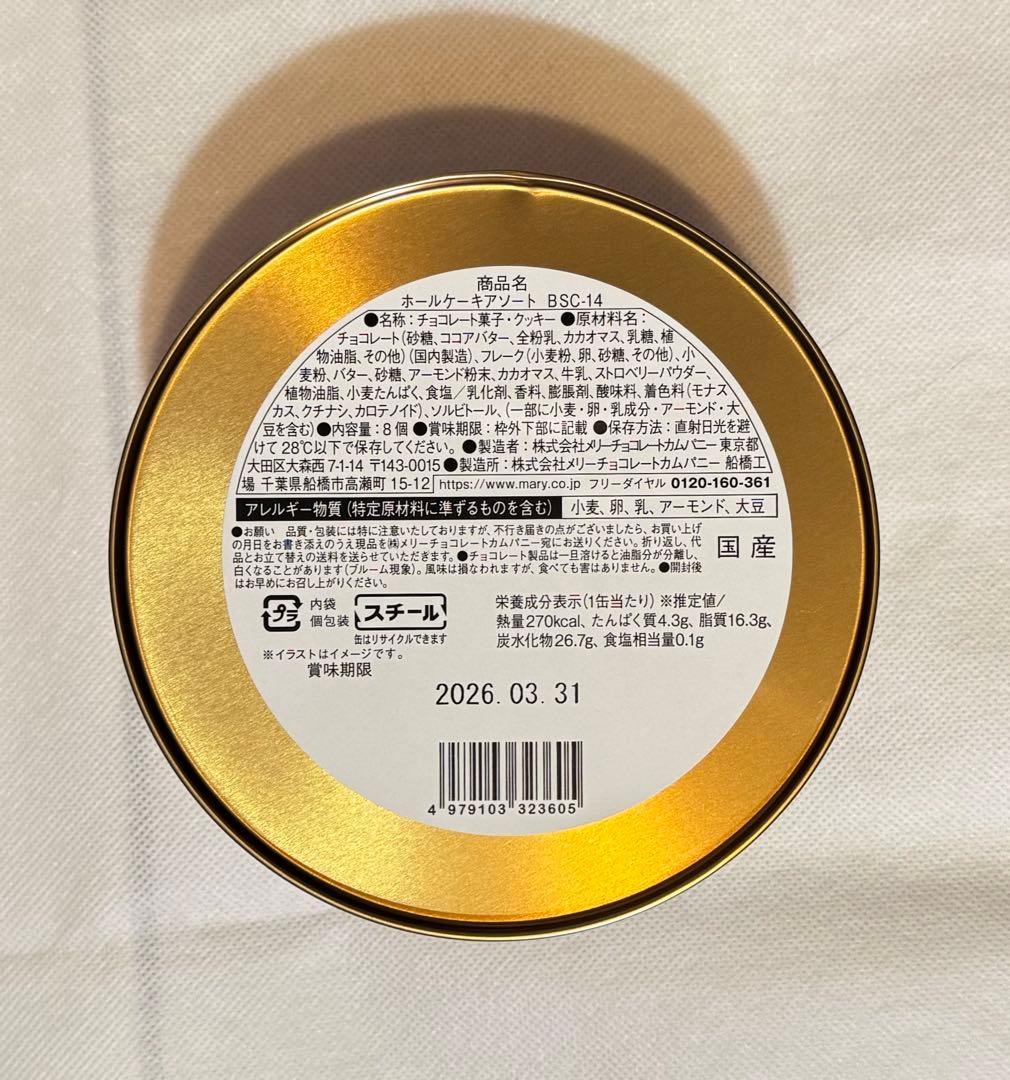 商品名
ホールケーキアソート BSC-14
●名称：チョコレート菓子・クッキー ●原材料名：
チョコレート（砂糖、ココアバター、全粉乳、カカオマス、乳糖、植
物油脂、その他）（国内製造）、フレーク（小麦粉、卵、砂糖、その他）、小
麦粉、バター、砂糖、アーモンド粉末、カカオマス、牛乳、ストロベリーパウダー、
植物油脂、小麦たんぱく、食塩／乳化剤、香料、膨脹剤、酸味料、着色料（モナス
カス、クチナシ、カロテノイド）、ソルビトール、（一部に小麦・卵・乳成分・アーモンド・大
豆を含む）●内容量：8個 ●賞味期限：枠外下部に記載 ●保存方法：直射日光を避
けて28℃以下で保存してください。●製造者：株式会社メリーチョコレートカムパニー 東京都
大田区大森西7-1-14 〒143-0015 ●製造所：株式会社メリーチョコレートカムパニー 船橋工
場 千葉県船橋市高瀬町15-12 https://www.mary.co.jp フリーダイヤル 0120-160-361
アレルギー物質（特定原材料に準ずるものを含む） 小麦、卵、乳、アーモンド、大豆
●お願い 品質・包装には特に注意いたしておりますが、不行き届きの点がございましたら、お買い上げ
の月日をお書き添えのうえ現品を㈱メリーチョコレートカムパニー宛にお送りください。折り返し、代
品とお立て替えの送料を送らせていただきます。●チョコレート製品は一旦溶けると油脂分が分離し、
白くなることがあります（ブルーム現象）。風味は損なわれますが、食べても害はありません。●開封後
はお早めにお召し上がりください。
国産
プラ 内袋
個包装
スチール
缶はリサイクルできます
※イラストはイメージです。
栄養成分表示（1缶当たり）※推定値/
熱量270kcal、たんぱく質4.3g、脂質16.3g、
炭水化物26.7g、食塩相当量0.1g
賞味期限
2026.03.31
4 979103 323605